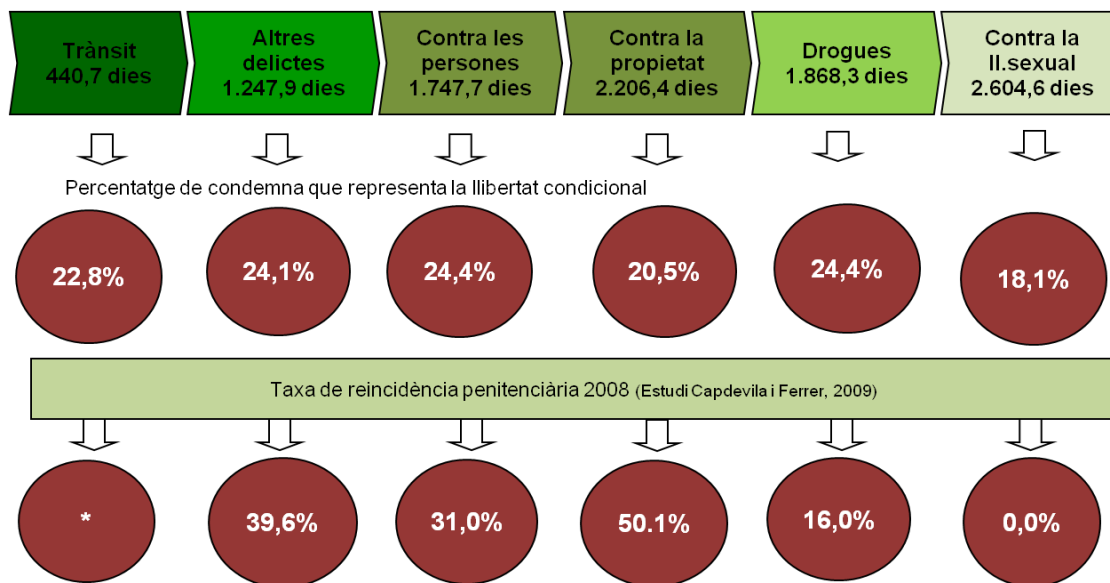 Trànsit
440,7 dies
Altres
delictes
1.247,9 dies
Contra les
persones
1.747,7 dies
Contra la
propietat
2.206,4 dies
Drogues
1.868,3 dies
Contra la
ll.sexual
2.604,6 dies
Percentatge de condemna que representa la llibertat condicional
22,8%
24,1%
24,4%
20,5%
24,4%
18,1%
Taxa de reincidència penitenciària 2008 (Estudi Capdevila i Ferrer, 2009)
*
39,6%
31,0%
50.1%
16,0%
0,0%